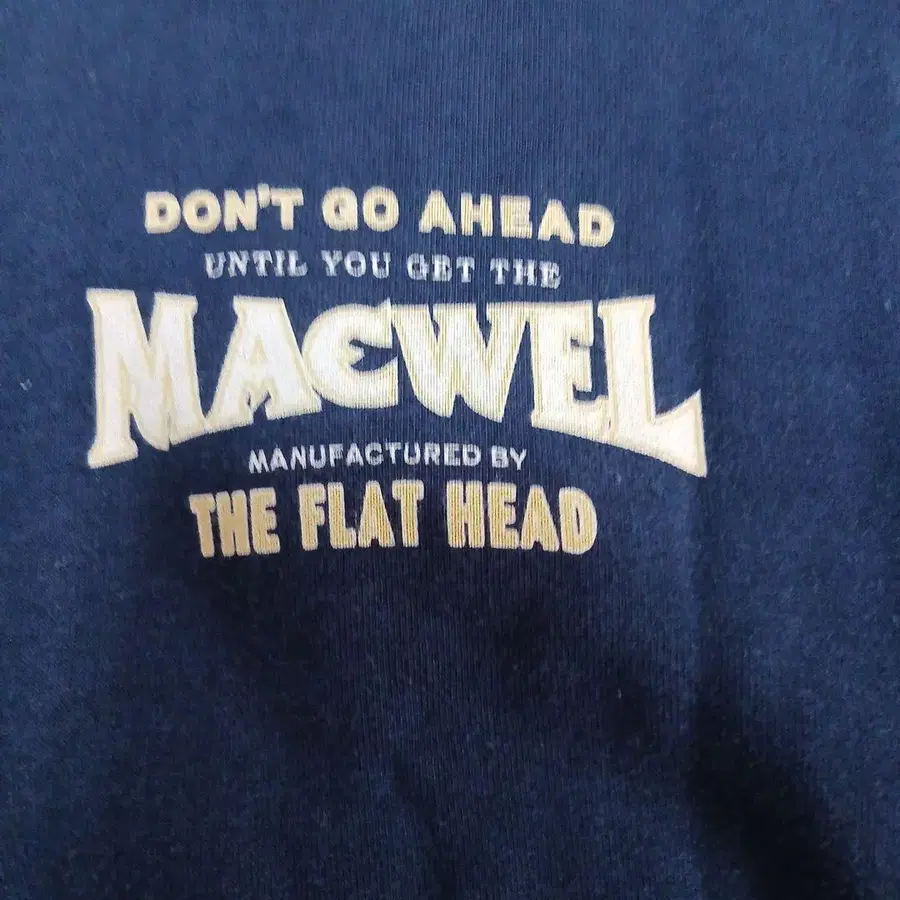 DON'T GO AHEAD
UNTIL YOU GET THE
MACWEL
MANUFACTURED BY
THE FLAT HEAD